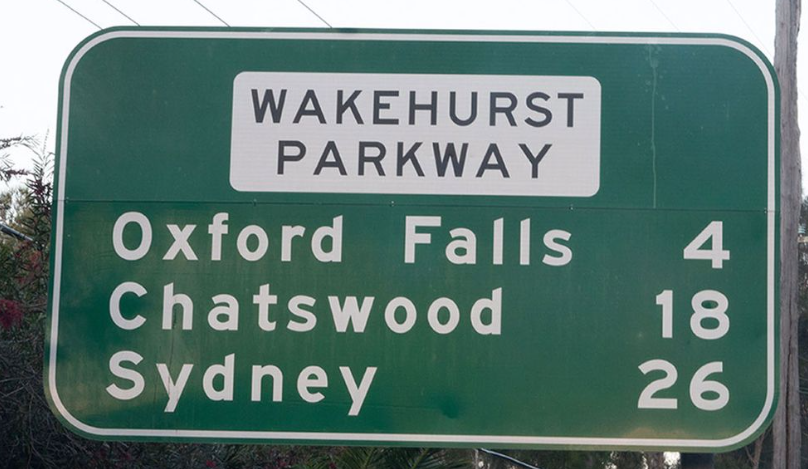 WAKEHURST
PARKWAY
Oxford Falls 4
Chatswood 18
Sydney 26